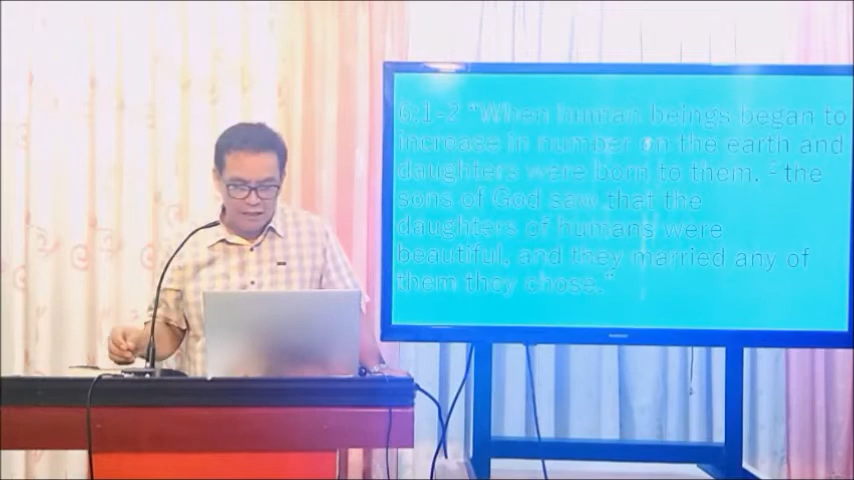 6:1-2 “When human beings began to
increase in number on the earth and
daughters were born to them, ² the
sons of God saw that the
daughters of humans were
beautiful, and they married any of
them they chose.”